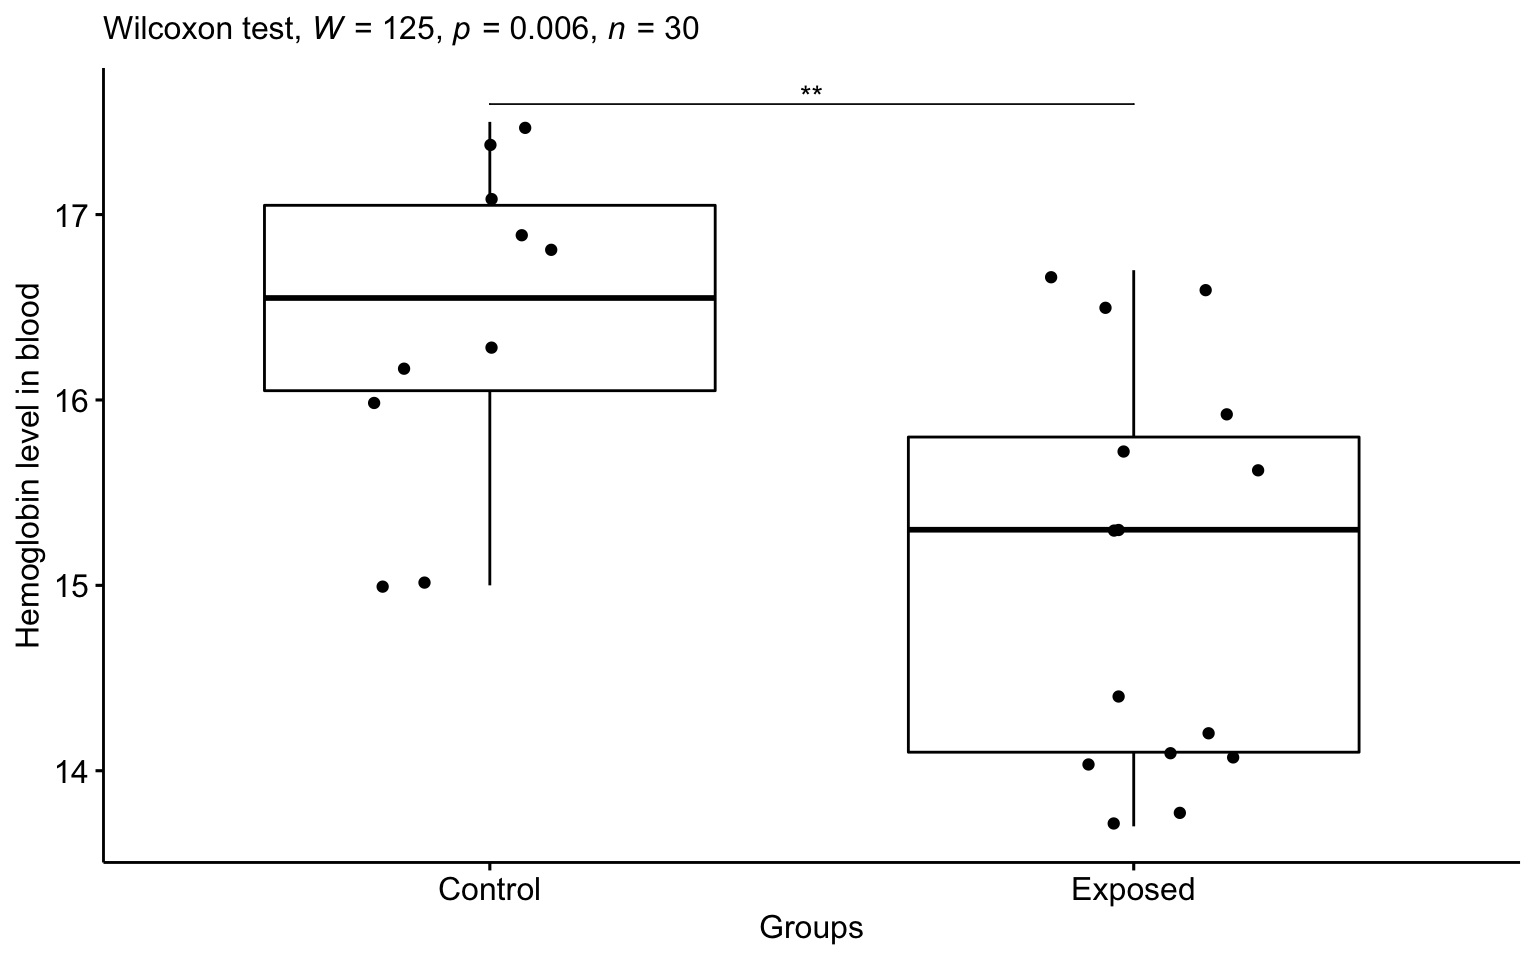 Wilcoxon test, W = 125, p = 0.006, n = 30
**
17
16
15
14
Hemoglobin level in blood
Control Exposed
Groups